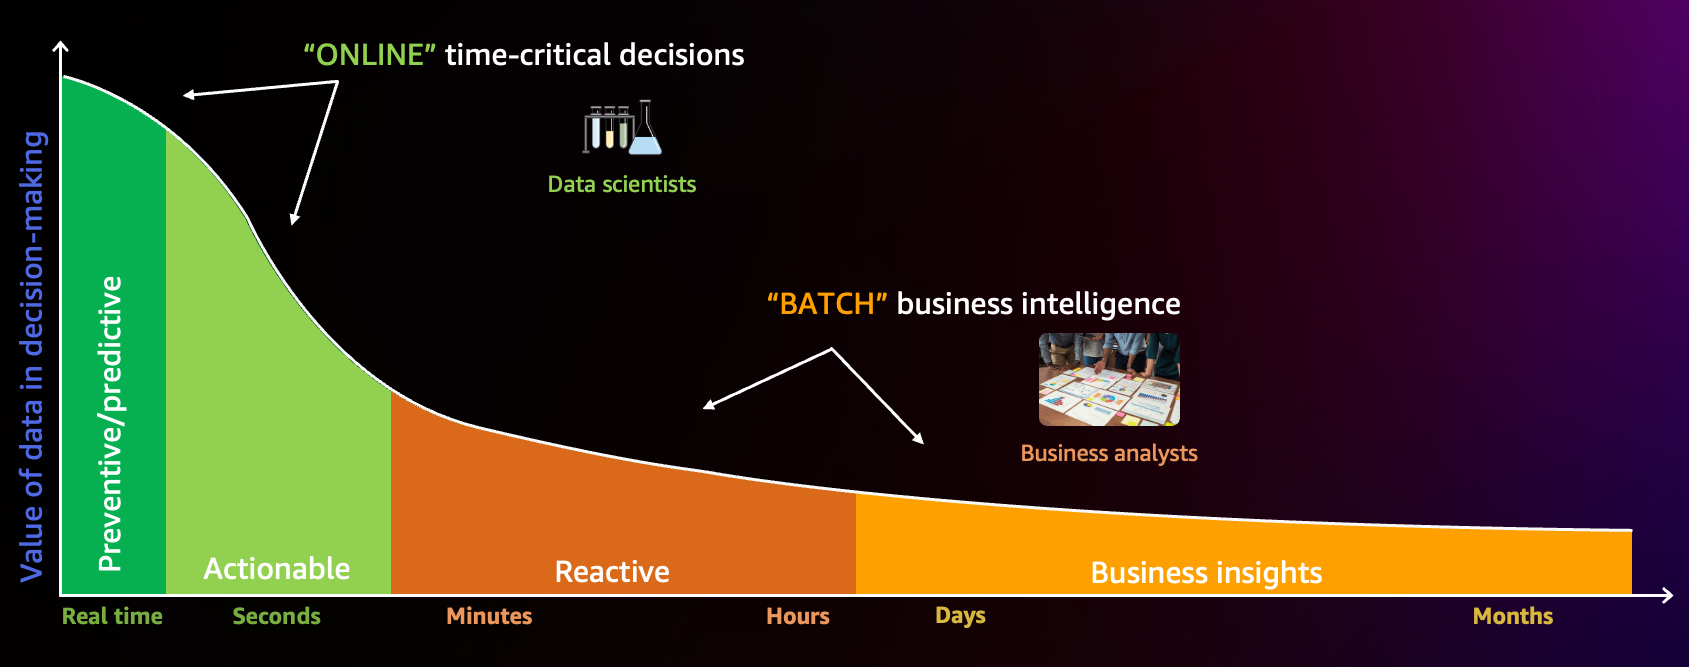 “ONLINE” time-critical decisions
Data scientists
“BATCH” business intelligence
Business analysts
Value of data in decision-making
Preventive/predictive
Actionable
Reactive
Business insights
Real time
Seconds
Minutes
Hours
Days
Months